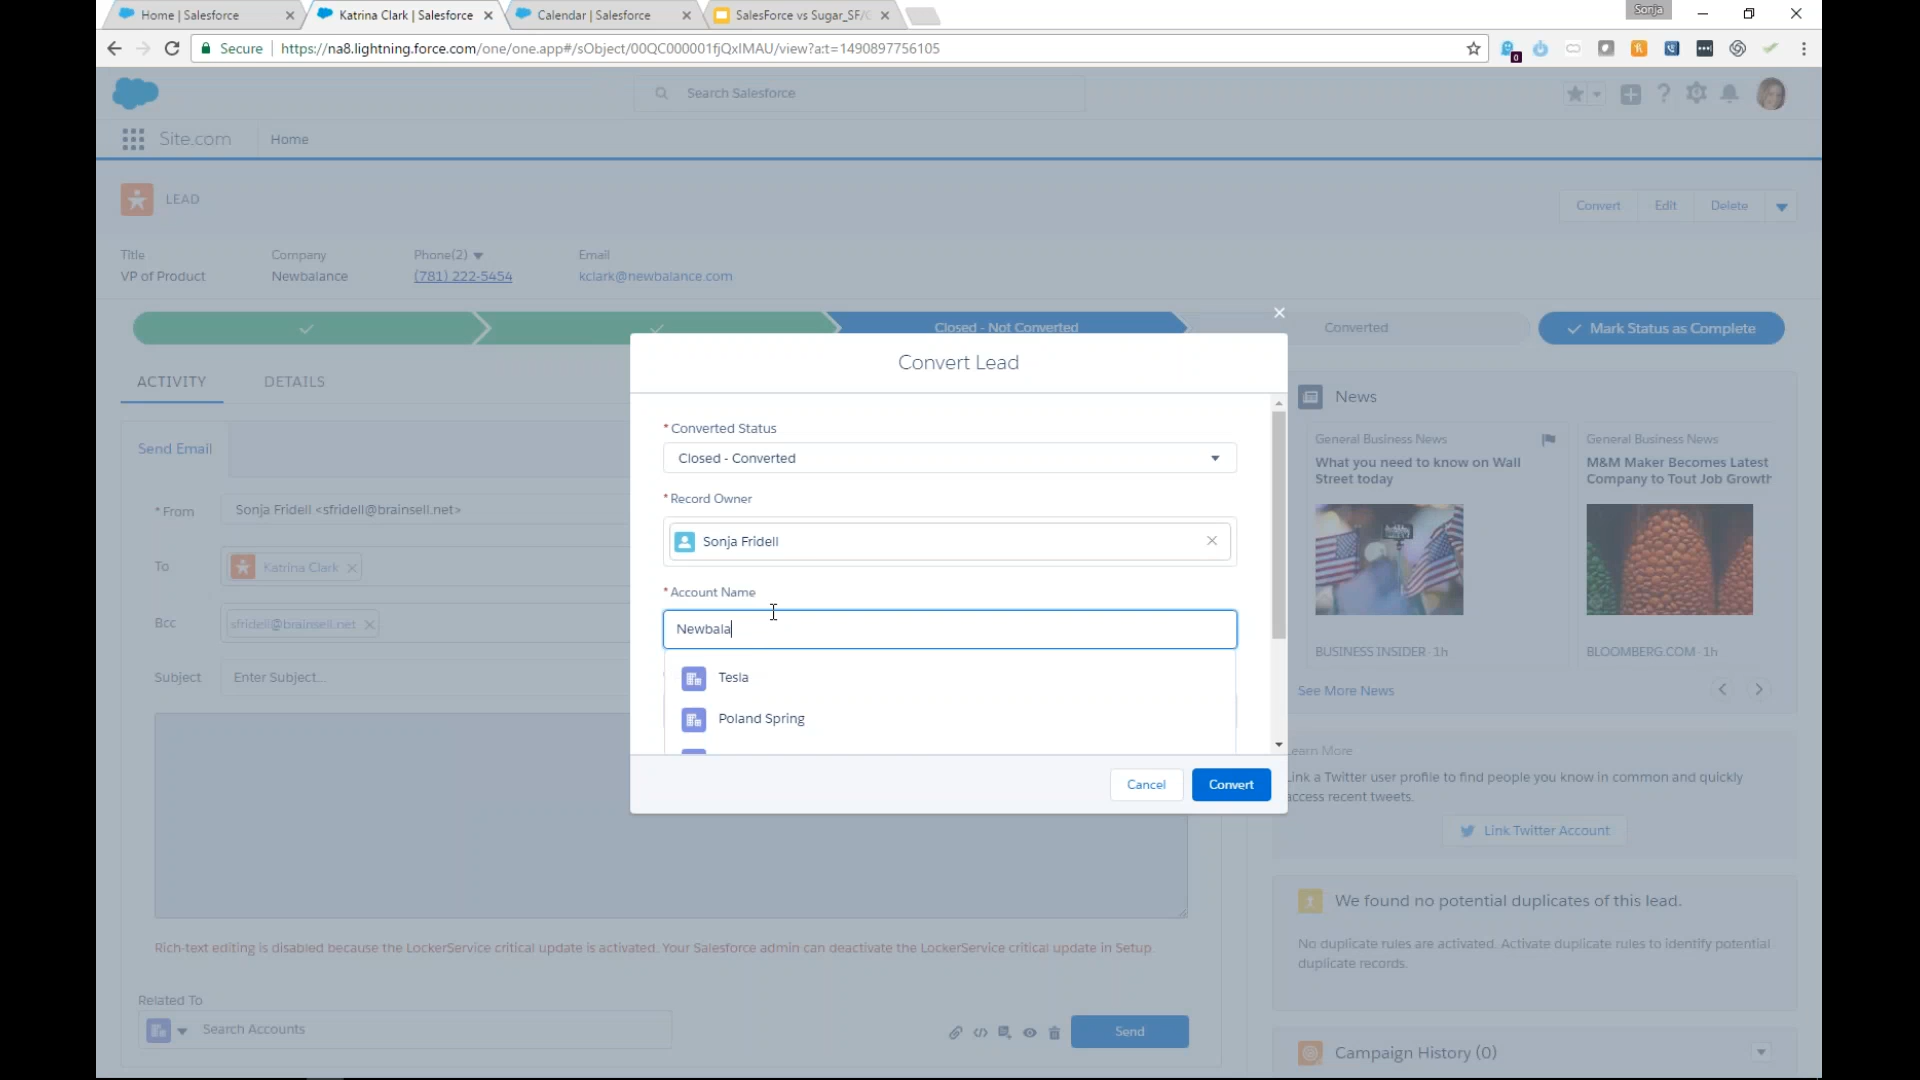 Home | Salesforce
Katrina Clark | Salesforce
Calendar | Salesforce
SalesForce vs Sugar_SF/
Sonja
Secure
https://na8.lightning.force.com/one/one.app#/sObject/00QC000001fjQxIMAU/view?a:t=1490897756105
0
Search Salesforce
Site.com
Home
LEAD
Convert
Edit
Delete
Title
Company
Phone(2)
Email
VP of Product
Newbalance
(781) 222-5454
kclark@newbalance.com
Closed - Not Converted
Converted
Mark Status as Complete
ACTIVITY
DETAILS
Send Email
* From
Sonja Fridell <sfridell@brainsell.net>
To
Katrina Clark
Bcc
sfridell@brainsell.net
Subject
Enter Subject...
Rich-text editing is disabled because the LockerService critical update is activated. Your Salesforce admin can deactivate the LockerService critical update in Setup.
Related To
Search Accounts
Send
Convert Lead
* Converted Status
Closed - Converted
* Record Owner
Sonja Fridell
* Account Name
Newbala
Tesla
Poland Spring
Cancel
Convert
News
General Business News
What you need to know on Wall
Street today
BUSINESS INSIDER · 1h
General Business News
M&M Maker Becomes Latest
Company to Tout Job Growth
BLOOMBERG.COM · 1h
See More News
Learn More
Link a Twitter user profile to find people you know in common and quickly
access recent tweets.
Link Twitter Account
We found no potential duplicates of this lead.
No duplicate rules are activated. Activate duplicate rules to identify potential
duplicate records.
Campaign History (0)